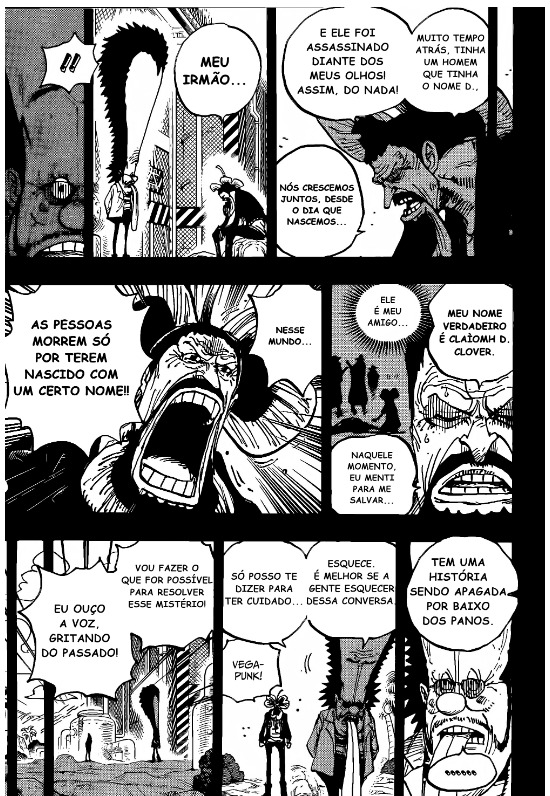 MUITO TEMPO
ATRÁS, TINHA
UM HOMEM
QUE TINHA
O NOME D.,
E ELE FOI
ASSASSINADO
DIANTE DOS
MEUS OLHOS!
ASSIM, DO NADA!
NÓS CRESCEMOS
JUNTOS, DESDE
O DIA QUE
NASCEMOS...
MEU
IRMÃO...
!!
MEU NOME
VERDADEIRO
É CLAÌOMH D.
CLOVER.
ELE
É MEU
AMIGO...
NAQUELE
MOMENTO,
EU MENTI
PARA ME
SALVAR...
NESSE
MUNDO...
AS PESSOAS
MORREM SÓ
POR TEREM
NASCIDO COM
UM CERTO NOME!!
TEM UMA
HISTÓRIA
SENDO APAGADA
POR BAIXO
DOS PANOS.
......
ESQUECE.
É MELHOR SE A
GENTE ESQUECER
DESSA CONVERSA.
SÓ POSSO TE
DIZER PARA
TER CUIDADO...
VEGA-
PUNK!
VOU FAZER O
QUE FOR POSSÍVEL
PARA RESOLVER
ESSE MISTÉRIO!
EU OUÇO
A VOZ,
GRITANDO
DO PASSADO!